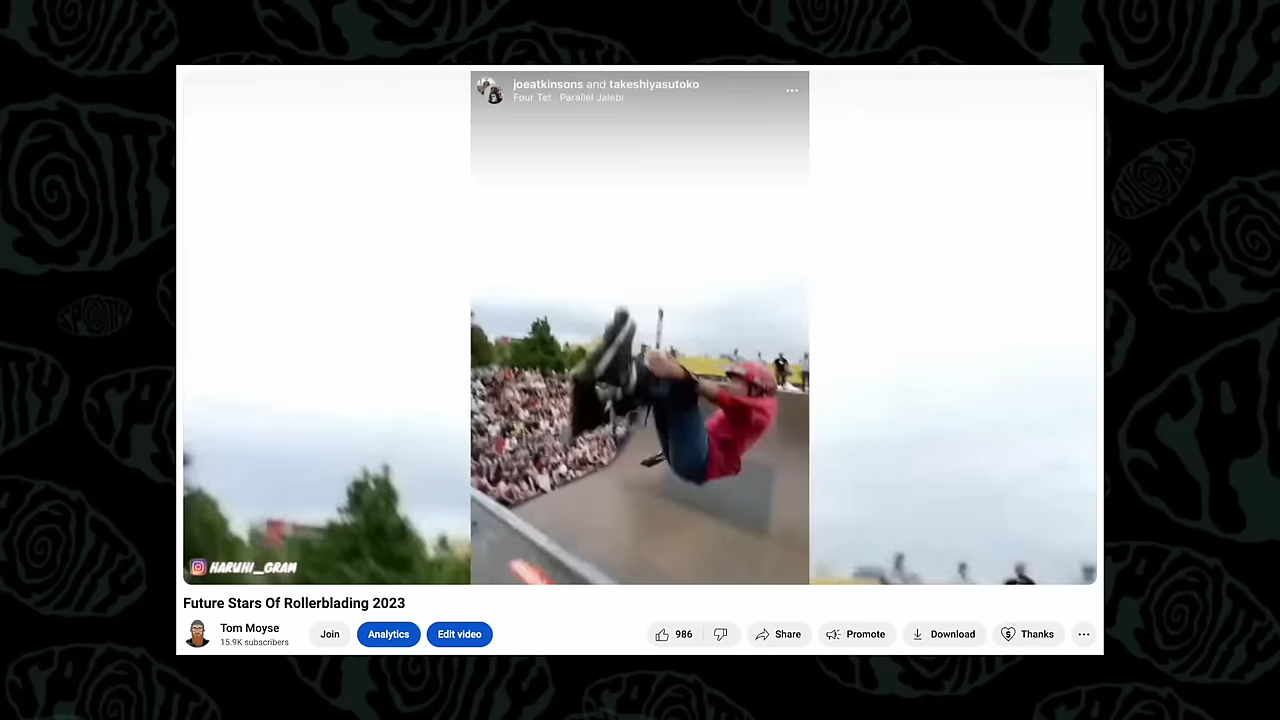 joeatkinsons and takeshiyasutoko
Four Tet · Parallel Jalebi
HARUHI_GRAM
Future Stars Of Rollerblading 2023
Tom Moyse
15.9K subscribers
Join
Analytics
Edit video
986
Share
Promote
Download
Thanks